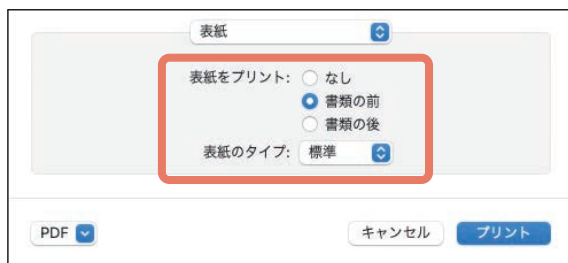 表紙
表紙をプリント: なし
書類の前
書類の後
表紙のタイプ: 標準
PDF キャンセル プリント